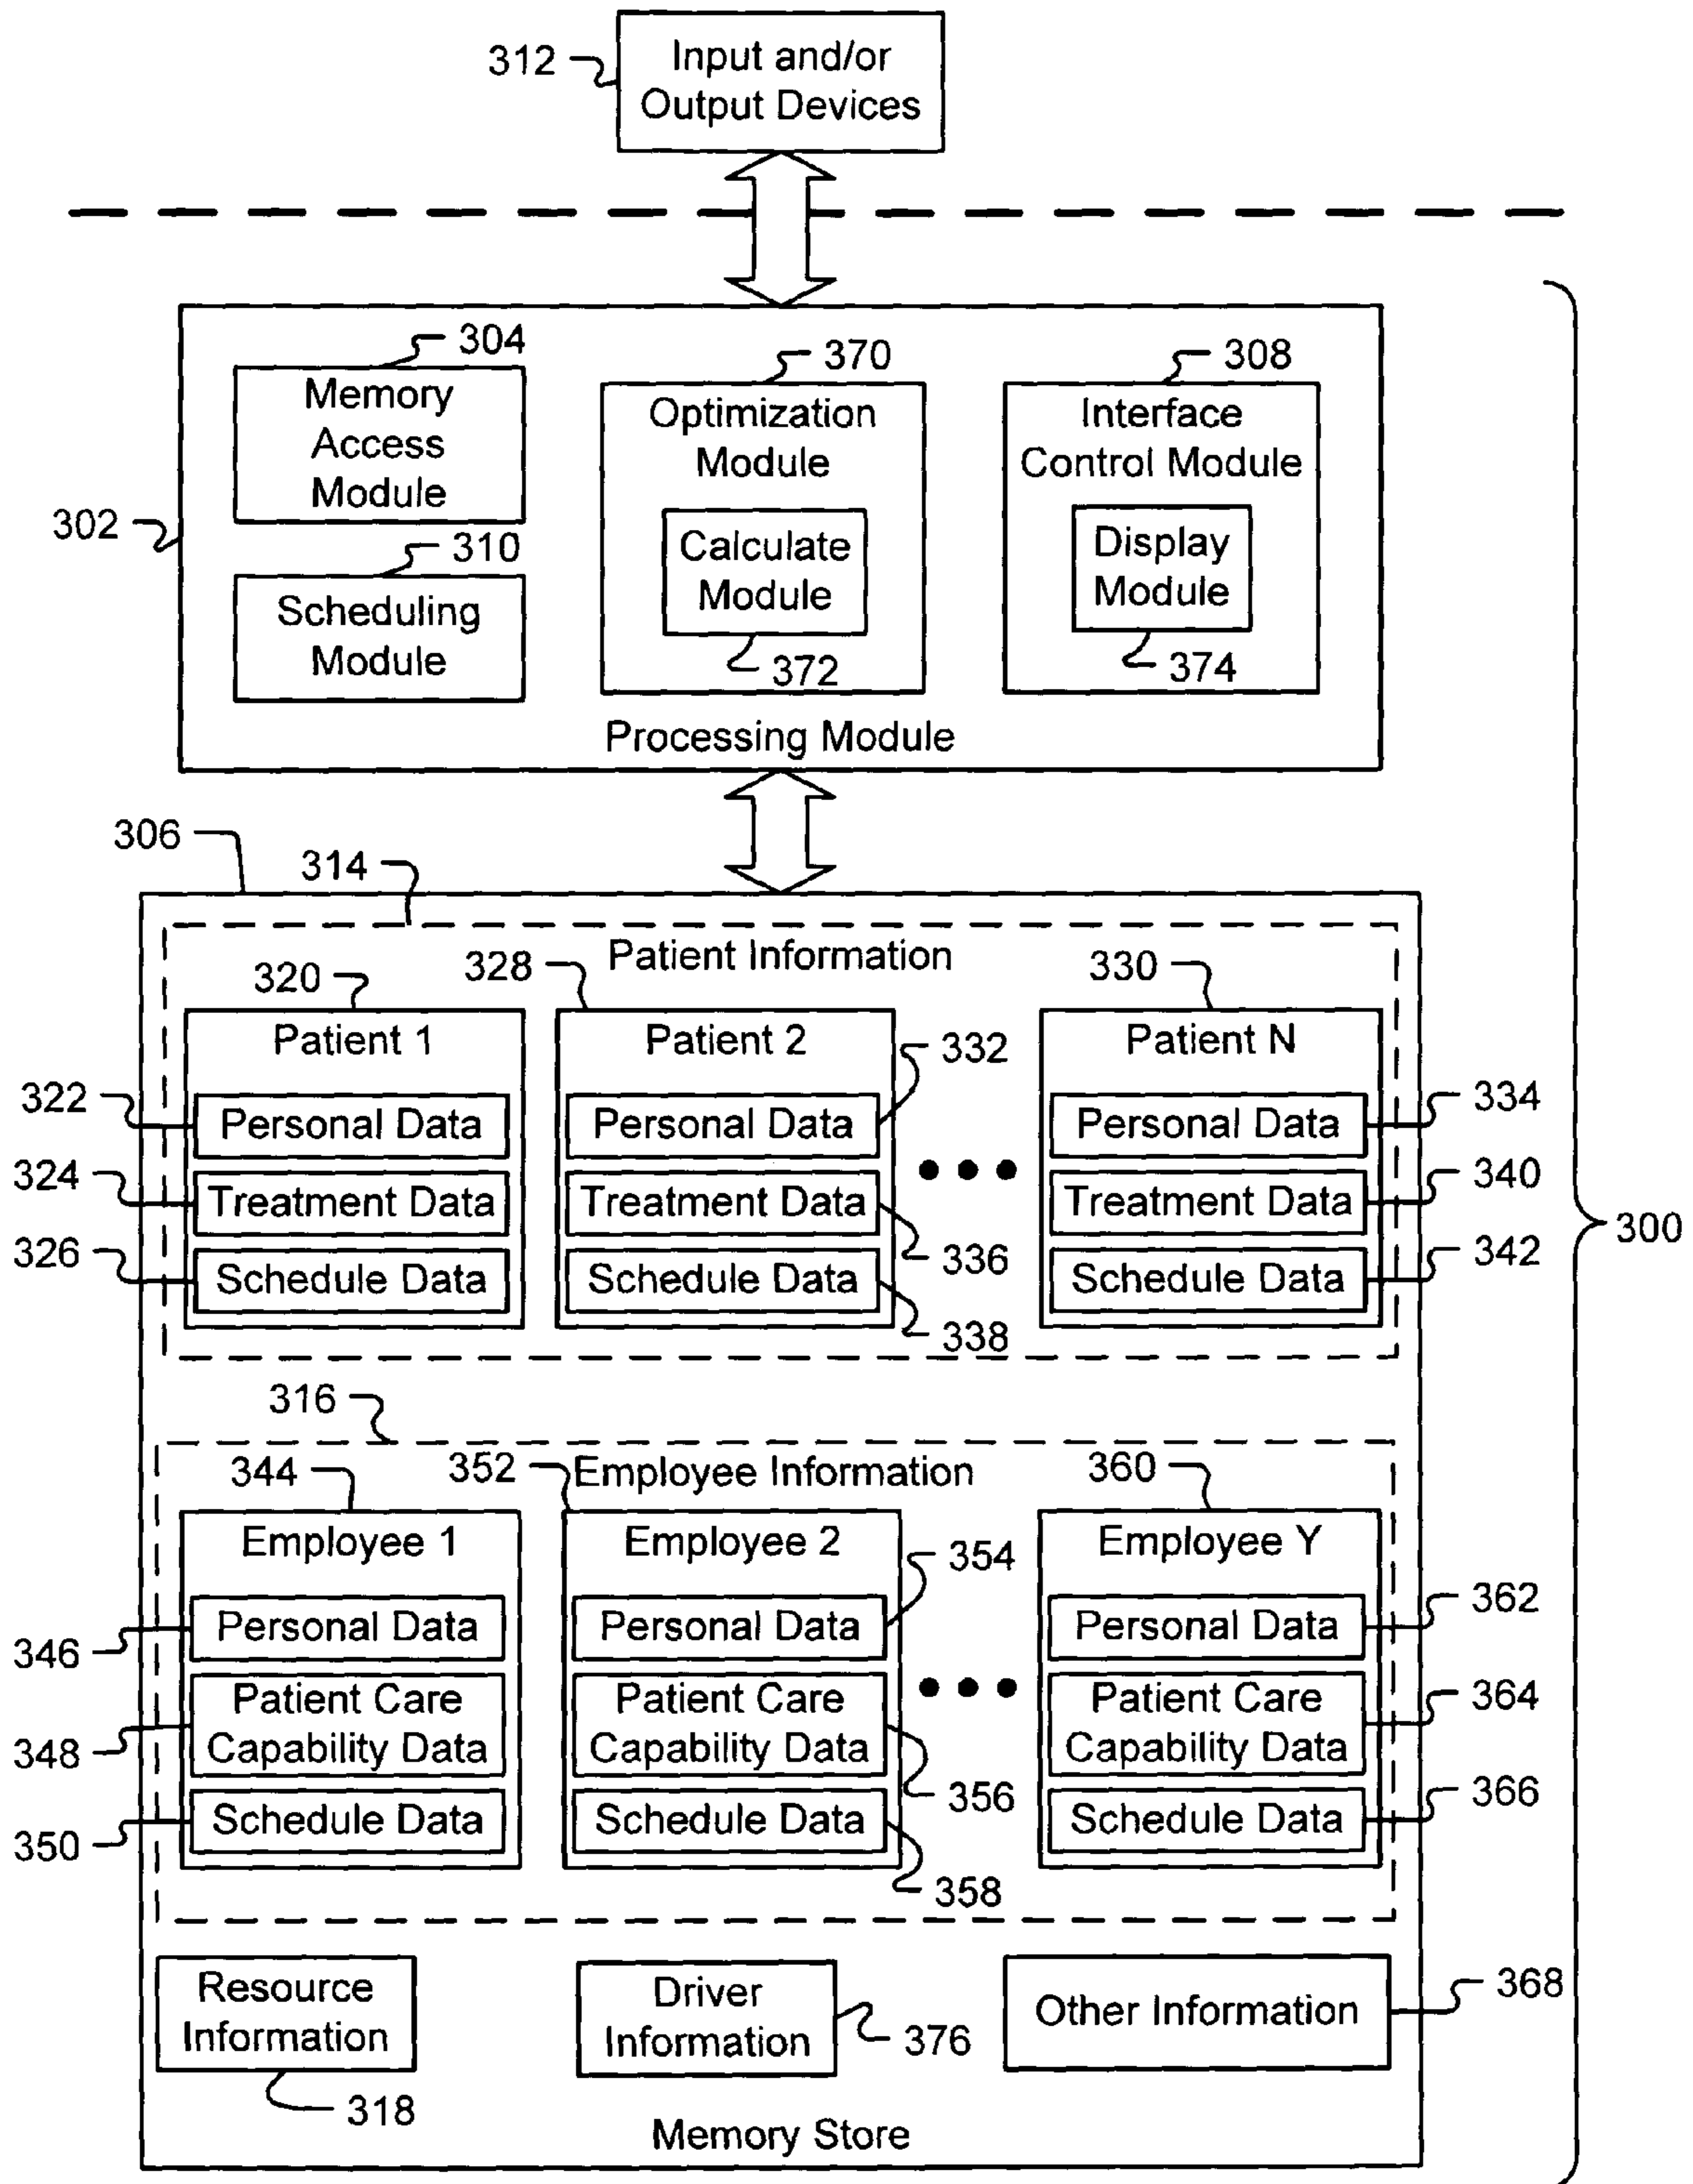 312
Input and/or
Output Devices
304
Memory
Access
Module
370
Optimization
Module
308
Interface
Control Module
302
310
Scheduling
Module
Calculate
Module
372
Display
Module
374
Processing Module
306
314
Patient Information
320
Patient 1
328
Patient 2
330
Patient N
332
322
Personal Data
Personal Data
Personal Data
334
324
Treatment Data
Treatment Data
Treatment Data
340
336
326
Schedule Data
Schedule Data
Schedule Data
342
338
300
316
Employee Information
344
Employee 1
352
Employee 2
360
Employee Y
354
346
Personal Data
Personal Data
Personal Data
362
348
Patient Care
Capability Data
Patient Care
Capability Data
Patient Care
Capability Data
364
356
350
Schedule Data
Schedule Data
Schedule Data
366
358
Resource
Information
318
Driver
Information
376
Other Information
368
Memory Store